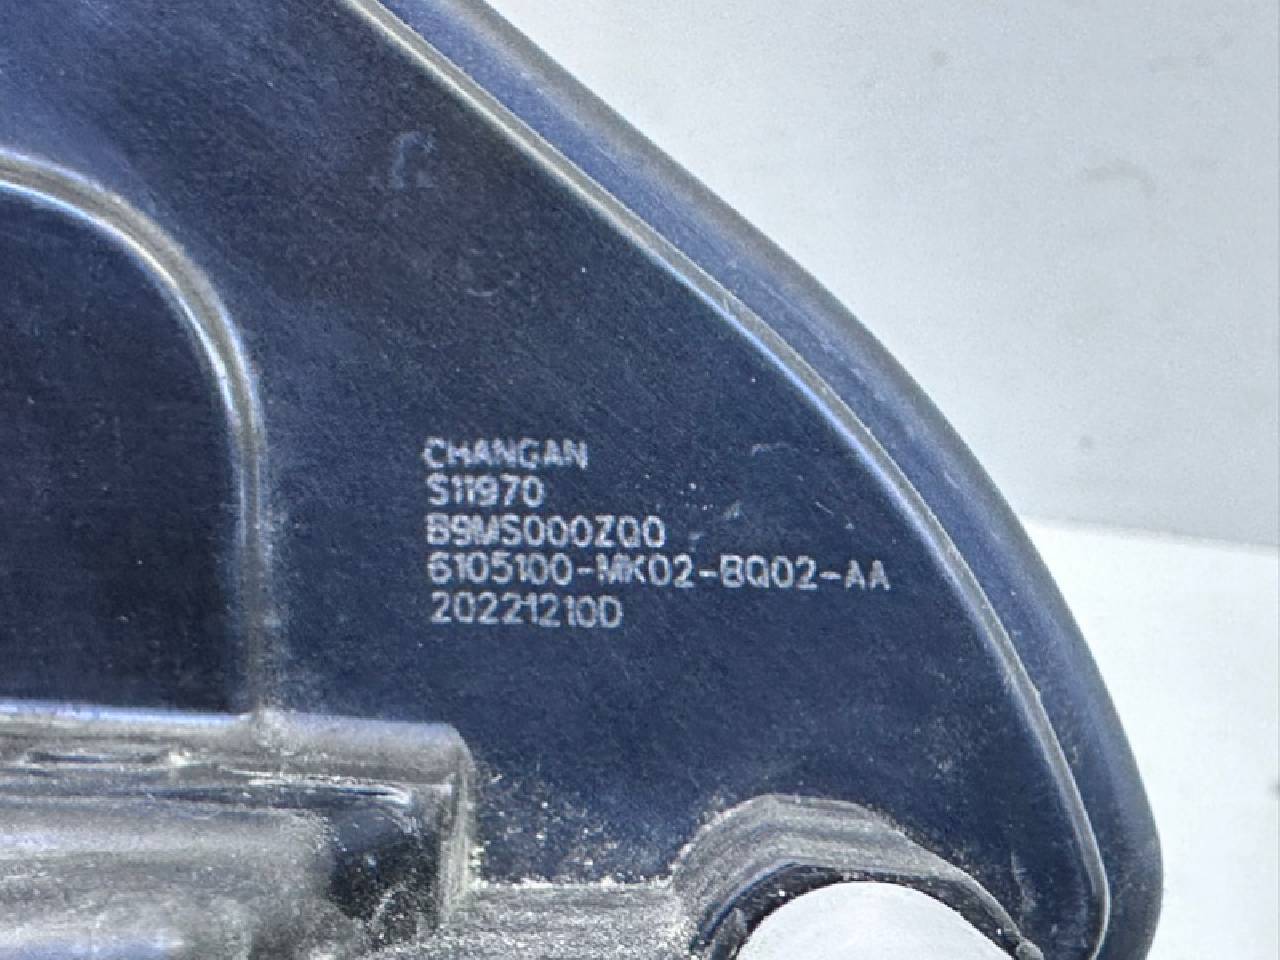 CHANGAN
S11970
B9MS000ZQ0
6105100-MK02-BQ02-AA
20221210D